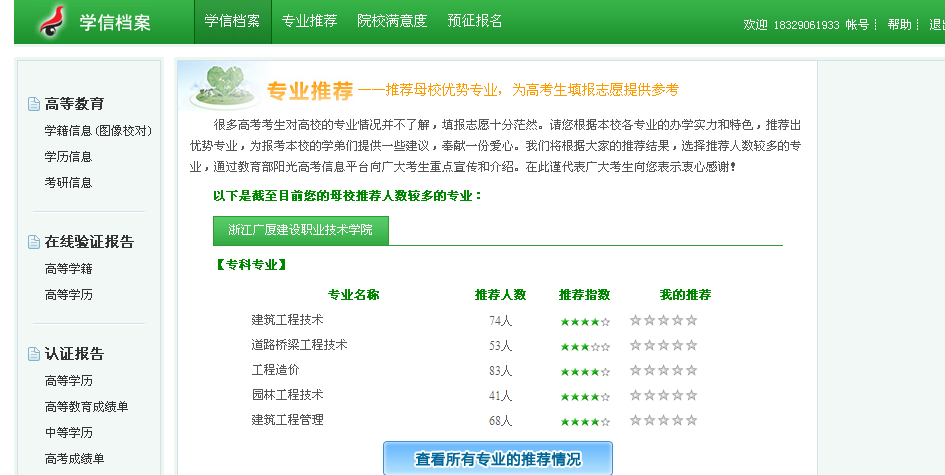 学信档案
学信档案 专业推荐 院校满意度 预征报名
欢迎 18329061933 帐号 帮助
高等教育
学籍信息(图像校对)
学历信息
考研信息
在线验证报告
高等学籍
高等学历
认证报告
高等学历
高等教育成绩单
中等学历
高考成绩单
专业推荐 ——推荐母校优势专业，为高考生填报志愿提供参考
很多高考考生对高校的专业情况并不了解，填报志愿十分茫然。请您根据本校各专业的办学实力和特色，推荐出
优势专业，为报考本校的学弟们提供一些建议，奉献一份爱心。我们将根据大家的推荐结果，选择推荐人数较多的专
业，通过教育部阳光高考信息平台向广大考生重点宣传和介绍。在此谨代表广大考生向您表示衷心感谢！
以下是截至目前您的母校推荐人数较多的专业：
浙江广厦建设职业技术学院
【专科专业】
专业名称 推荐人数 推荐指数 我的推荐
建筑工程技术 74人 ★★★★☆ ☆☆☆☆☆
道路桥梁工程技术 53人 ★★★☆☆ ☆☆☆☆☆
工程造价 83人 ★★★★☆ ☆☆☆☆☆
园林工程技术 41人 ★★★★☆ ☆☆☆☆☆
建筑工程管理 68人 ★★★★☆ ☆☆☆☆☆
查看所有专业的推荐情况